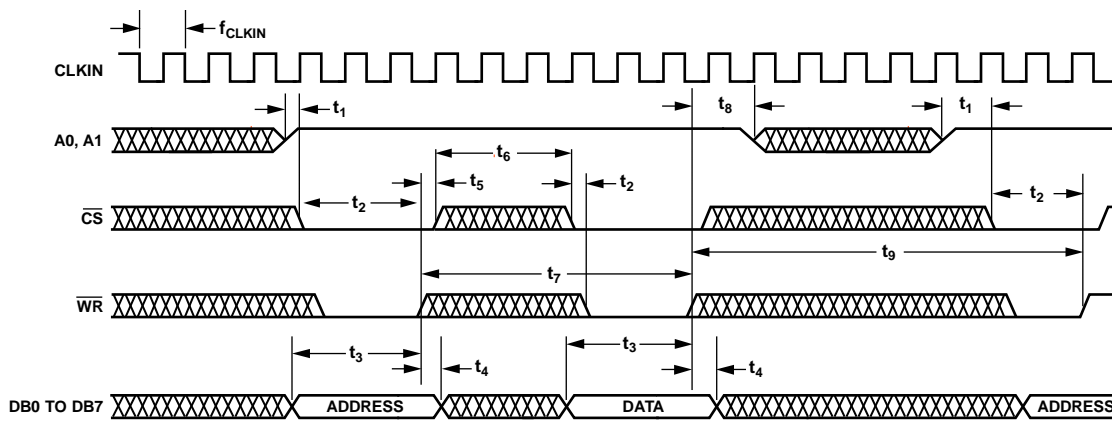 fCLKIN
CLKIN
t1
t8
t1
A0, A1
t6
t5
t2
t2
t2
CS
t9
t7
WR
t3
t4
t3
t4
DB0 TO DB7
ADDRESS
DATA
ADDRESS